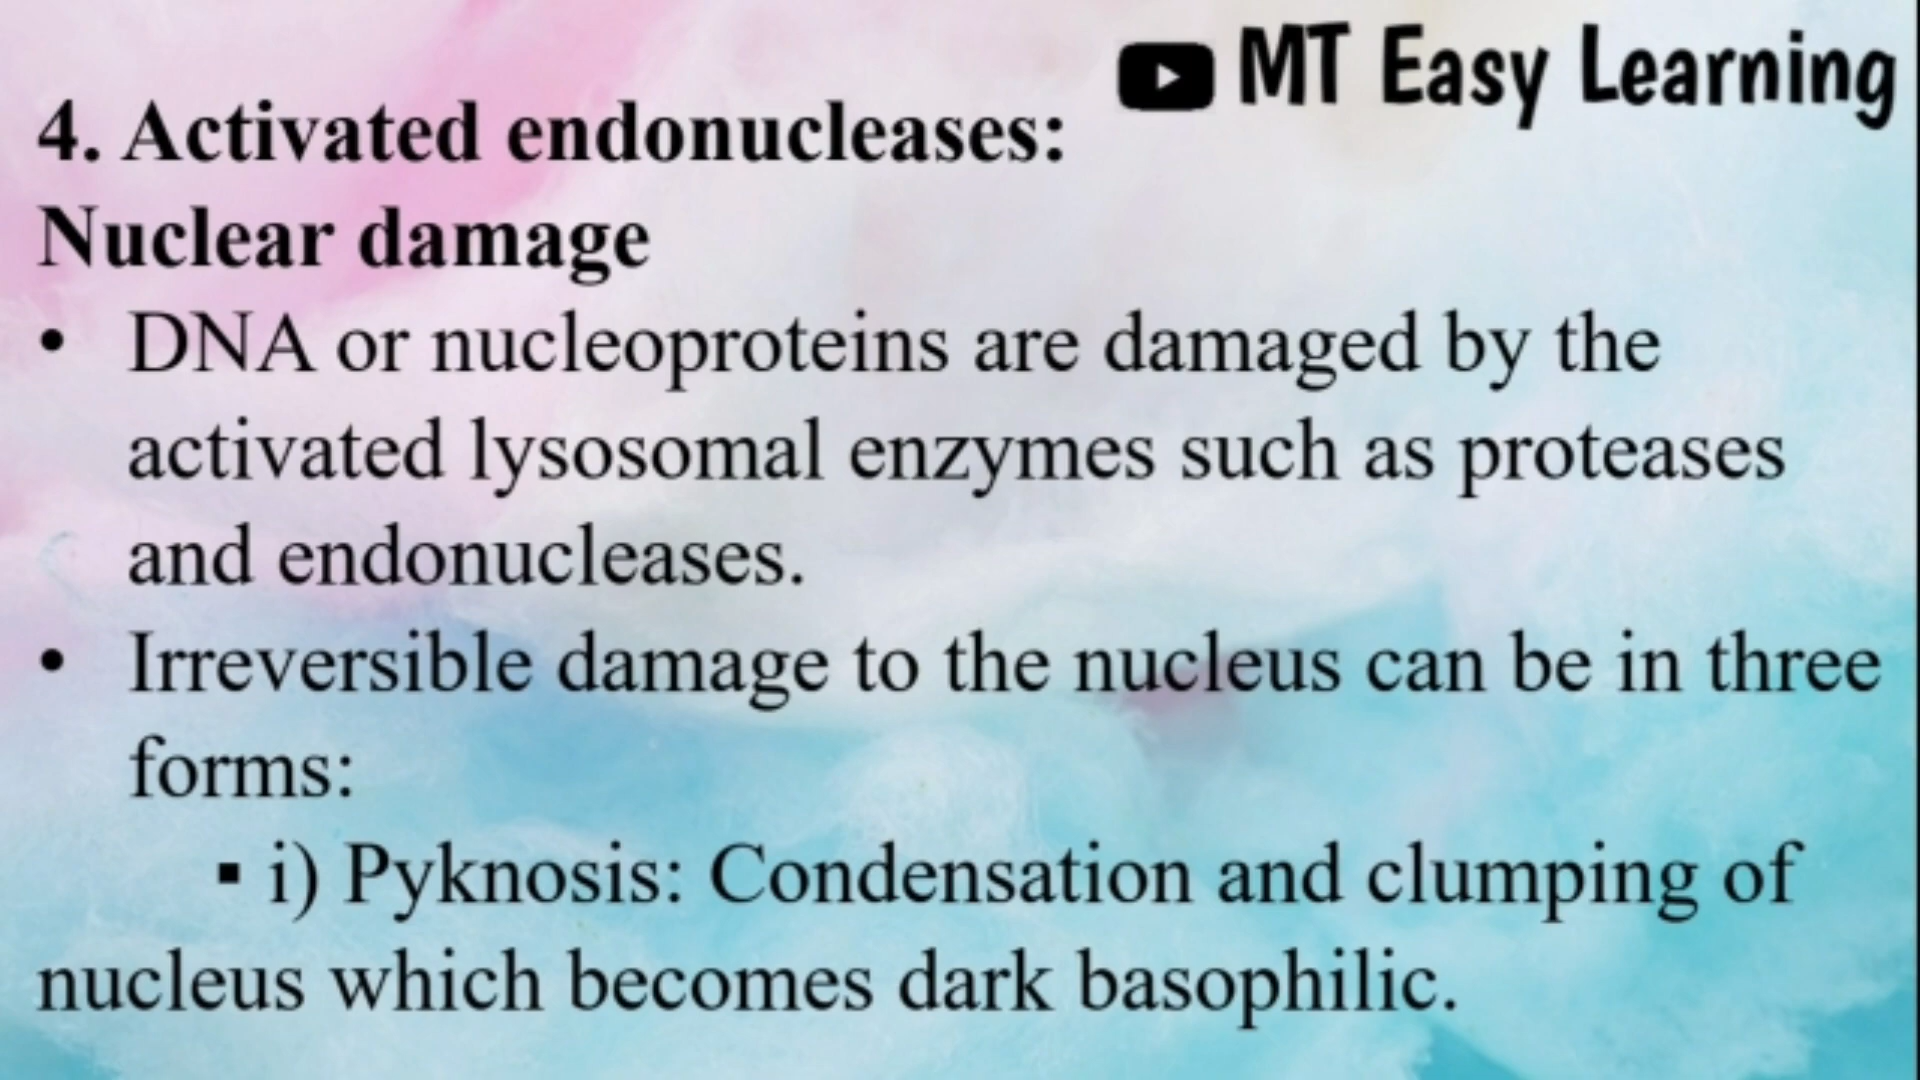 MT Easy Learning
4. Activated endonucleases:
Nuclear damage
• DNA or nucleoproteins are damaged by the
activated lysosomal enzymes such as proteases
and endonucleases.
• Irreversible damage to the nucleus can be in three
forms:
▪ i) Pyknosis: Condensation and clumping of
nucleus which becomes dark basophilic.